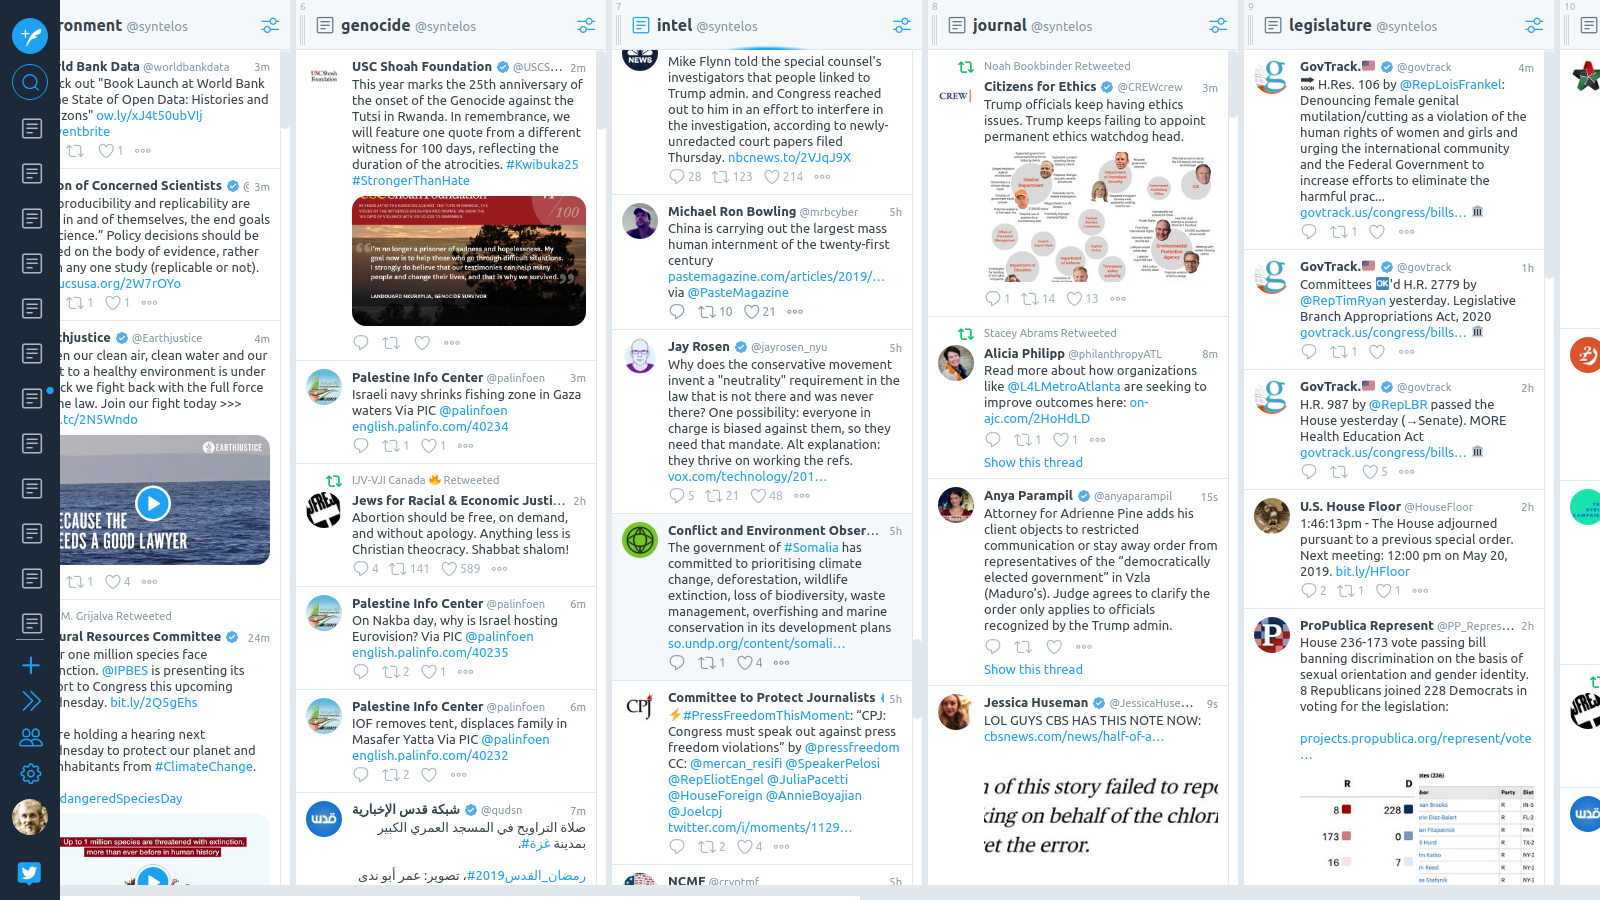 ronment @syntelos
ld Bank Data @worldbankdata 3m
ck out "Book Launch at World Bank
e State of Open Data: Histories and
zons" ow.ly/xJ4t50ubVIj
ventbrite
1
on of Concerned Scientists 3m
producibility and replicability are
in and of themselves, the end goals
cience." Policy decisions should be
ed on the body of evidence, rather
any one study (replicable or not).
ucsusa.org/2W7rOYo
1 1
thjustice @Earthjustice 4m
en our clean air, clean water and our
t to a healthy environment is under
ck we fight back with the full force
e law. Join our fight today >>>
.tc/2N5Wndo
EARTHJUSTICE
ECAUSE THE
EEDS A GOOD LAWYER
1 4
M. Grijalva Retweeted
ural Resources Committee 24m
r one million species face
nction. @IPBES is presenting its
ort to Congress this upcoming
nesday. bit.ly/2Q5gEhs
re holding a hearing next
nesday to protect our planet and
nhabitants from #ClimateChange.
dangeredSpeciesDay
Up to 1 million species are threatened with extinction,
more than ever before in human history
6
genocide @syntelos
USC Shoah Foundation @USCS... 2m
This year marks the 25th anniversary of
the onset of the Genocide against the
Tutsi in Rwanda. In remembrance, we
will feature one quote from a different
witness for 100 days, reflecting the
duration of the atrocities. #Kwibuka25
#StrongerThanHate
/100
I'm no longer a prisoner of sadness and hopelessness. My
goal now is to help those who go through difficult situations.
I strongly do believe that our testimonies can help many
people and change their lives, and that is why we survived.
GENOCIDE SURVIVOR
Palestine Info Center @palinfoen 3m
Israeli navy shrinks fishing zone in Gaza
waters Via PIC @palinfoen
english.palinfo.com/40234
1 1
IJV-VJI Canada 🔥 Retweeted
Jews for Racial & Economic Justi... 2h
Abortion should be free, on demand,
and without apology. Anything less is
Christian theocracy. Shabbat shalom!
4 141 589
Palestine Info Center @palinfoen 6m
On Nakba day, why is Israel hosting
Eurovision? Via PIC @palinfoen
english.palinfo.com/40235
2 1
Palestine Info Center @palinfoen 6m
IOF removes tent, displaces family in
Masafer Yatta Via PIC @palinfoen
english.palinfo.com/40232
2
شبكة قدس الإخبارية @qudsn 7m
صلاة التراويح في المسجد العمري الكبير
بمدينة #غزة.
#رمضان_القدس2019، تصوير: عمر أبو ندى
7
intel @syntelos
NEWS
Mike Flynn told the special counsel's
investigators that people linked to
Trump admin. and Congress reached
out to him in an effort to interfere in
the investigation, according to newly-
unredacted court papers filed
Thursday. nbcnews.to/2VJqJ9X
28 123 214
Michael Ron Bowling @mrbcyber 5h
China is carrying out the largest mass
human internment of the twenty-first
century
pastemagazine.com/articles/2019/...
via @PasteMagazine
10 21
Jay Rosen @jayrosen_nyu 5h
Why does the conservative movement
invent a "neutrality" requirement in the
law that is not there and was never
there? One possibility: everyone in
charge is biased against them, so they
need that mandate. Alt explanation:
they thrive on working the refs.
vox.com/technology/201...
5 21 48
Conflict and Environment Obser... 5h
The government of #Somalia has
committed to prioritising climate
change, deforestation, wildlife
extinction, loss of biodiversity, waste
management, overfishing and marine
conservation in its development plans
so.undp.org/content/somali...
1 4
CPJ
Committee to Protect Journalists 5h
⚡#PressFreedomThisMoment: “CPJ:
Congress must speak out against press
freedom violations” by @pressfreedom
CC: @mercan_resifi @SpeakerPelosi
@RepEliotEngel @JuliaPacetti
@HouseForeign @AnnieBoyajian
@Joelcpj
twitter.com/i/moments/1129...
2 4
NCMF @cryptmf 5h
8
journal @syntelos
Noah Bookbinder Retweeted
CREW
Citizens for Ethics @CREWcrew 3m
Trump officials keep having ethics
issues. Trump keeps failing to appoint
permanent ethics watchdog head.
1 14 13
Stacey Abrams Retweeted
Alicia Philipp @philanthropyATL 8m
Read more about how organizations
like @L4LMetroAtlanta are seeking to
improve outcomes here: on-
ajc.com/2HoHdLD
1 1
Show this thread
Anya Parampil @anyaparampil 15s
Attorney for Adrienne Pine adds his
client objects to restricted
communication or stay away order from
representatives of the “democratically
elected government” in Vzla
(Maduro’s). Judge agrees to clarify the
order only applies to officials
recognized by the Trump admin.
Show this thread
Jessica Huseman @JessicaHuse... 9s
LOL GUYS CBS HAS THIS NOTE NOW:
cbsnews.com/news/half-of-a...
n of this story failed to repo
king on behalf of the chlori
et the error.
9
legislature @syntelos
GovTrack.🇺🇸 @govtrack 4m
🔜 H.Res. 106 by @RepLoisFrankel:
Denouncing female genital
mutilation/cutting as a violation of the
human rights of women and girls and
urging the international community
and the Federal Government to
increase efforts to eliminate the
harmful prac...
govtrack.us/congress/bills... 🏛
1
GovTrack.🇺🇸 @govtrack 1h
Committees 🆗'd H.R. 2779 by
@RepTimRyan yesterday. Legislative
Branch Appropriations Act, 2020
govtrack.us/congress/bills... 🏛
1
GovTrack.🇺🇸 @govtrack 2h
H.R. 987 by @RepLBR passed the
House yesterday (→Senate). MORE
Health Education Act
govtrack.us/congress/bills... 🏛
5
U.S. House Floor @HouseFloor 2h
1:46:13pm - The House adjourned
pursuant to a previous special order.
Next meeting: 12:00 pm on May 20,
2019. bit.ly/HFloor
2 1 1
ProPublica Represent @PP_Repres... 2h
House 236-173 vote passing bill
banning discrimination on the basis of
sexual orientation and gender identity.
8 Republicans joined 228 Democrats in
voting for the legislation:
projects.propublica.org/represent/vote
...
R D
8 228
173 0
16 7
otes (236)
ber Party Dist
10